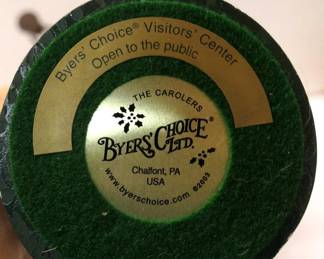 Byers' Choice® Visitors' Center
Open to the public
THE CAROLERS
BYERS' CHOICE®
LTD.
Chalfont, PA
USA
www.byerschoice.com ©2003